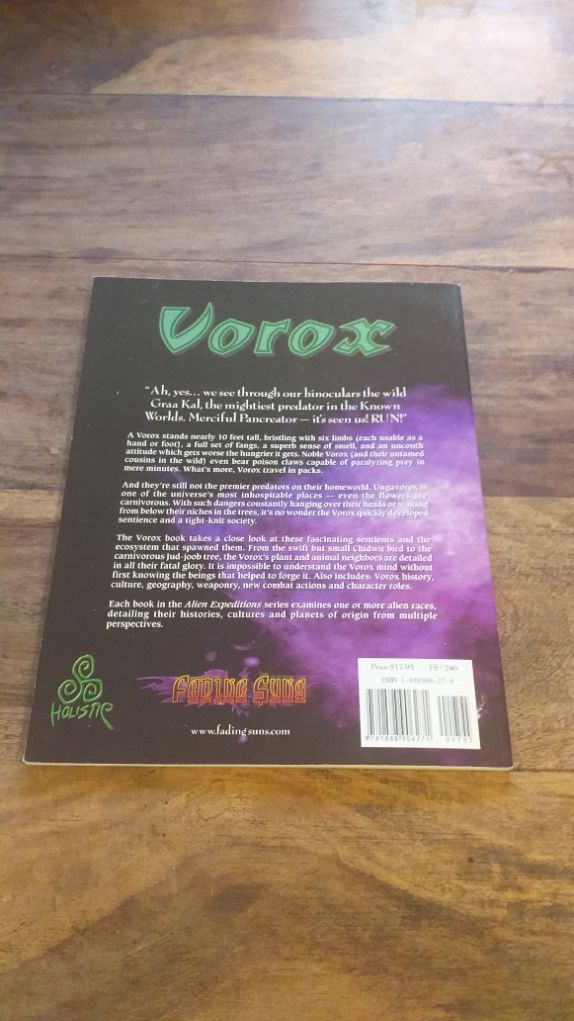 Vorox
"Ah, yes... we see through our binoculars the wild
Graa Kal, the mightiest predator in the Known
Worlds. Merciful Pancreator — it's seen us! RUN!"
A Vorox stands nearly 10 feet tall, bristling with six limbs (each usable as a
hand or foot), a full set of fangs, a superb sense of smell, and an uncouth
attitude which gets worse the hungrier it gets. Noble Vorox (and their untamed
cousins in the wild) even bear poison claws capable of paralyzing prey in
mere minutes. What's more, Vorox travel in packs.
And they're still not the premier predators on their homeworld. Ungavorox is
one of the universe's most inhospitable places — even the flowers are
carnivorous. With such dangers constantly hanging over their heads or waiting
from below their niches in the trees, it's no wonder the Vorox quickly developed
sentience and a tight-knit society.
The Vorox book takes a close look at these fascinating sentients and the
ecosystem that spawned them. From the swift but small Chidwit bird to the
carnivorous Jud-joob tree, the Vorox's plant and animal neighbors are detailed
in all their fatal glory. It is impossible to understand the Vorox mind without
first knowing the beings that helped to forge it. Also includes: Vorox history,
culture, geography, weaponry, new combat actions and character roles.
Each book in the Alien Expeditions series examines one or more alien races,
detailing their histories, cultures and planets of origin from multiple
perspectives.
HOLISTIC
FADING SUNS
www.fadingsuns.com
Price $17.95 FS 246
ISBN 1-888906-27-8
9781888906271 01795